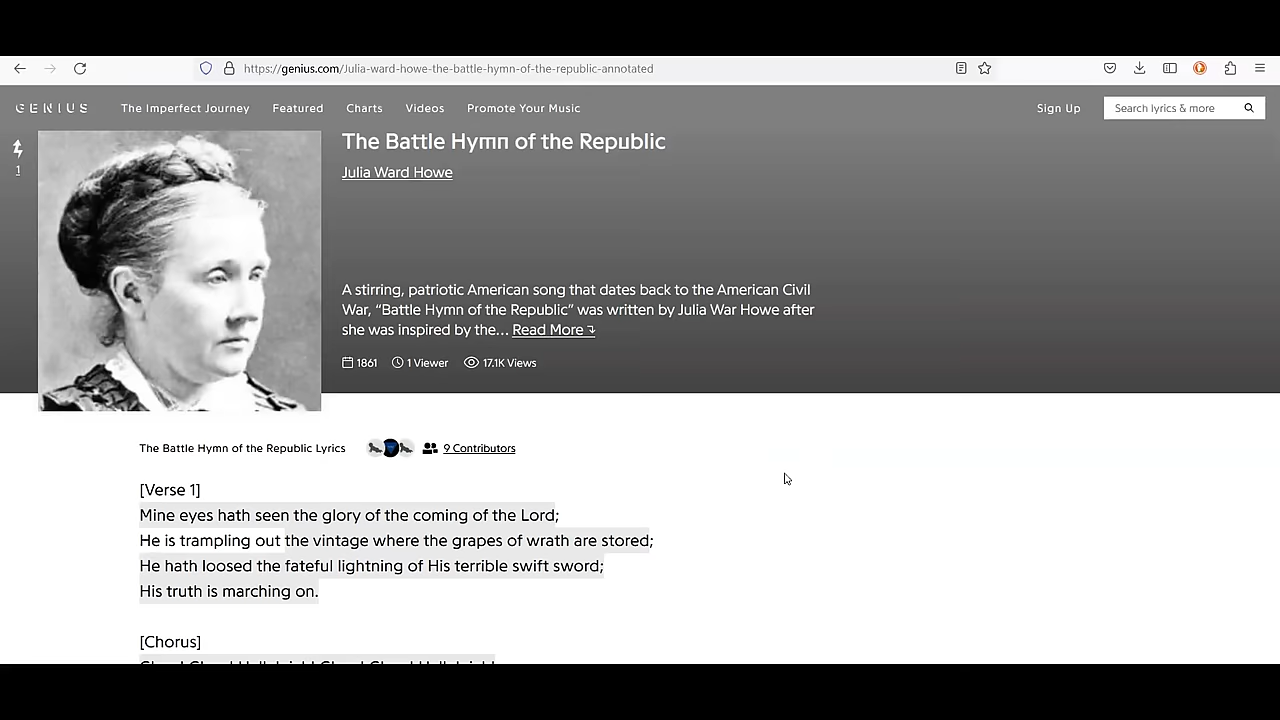 https://genius.com/Julia-ward-howe-the-battle-hymn-of-the-republic-annotated
GENIUS The Imperfect Journey Featured Charts Videos Promote Your Music Sign Up Search lyrics & more
1
The Battle Hymn of the Republic
Julia Ward Howe
A stirring, patriotic American song that dates back to the American Civil
War, “Battle Hymn of the Republic” was written by Julia War Howe after
she was inspired by the... Read More
1861 1 Viewer 17.1K Views
The Battle Hymn of the Republic Lyrics 9 Contributors
[Verse 1]
Mine eyes hath seen the glory of the coming of the Lord;
He is trampling out the vintage where the grapes of wrath are stored;
He hath loosed the fateful lightning of His terrible swift sword;
His truth is marching on.
[Chorus]